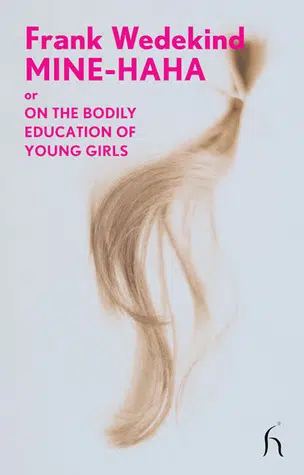 Frank Wedekind
MINE-HAHA
or
ON THE BODILY
EDUCATION OF
YOUNG GIRLS
h